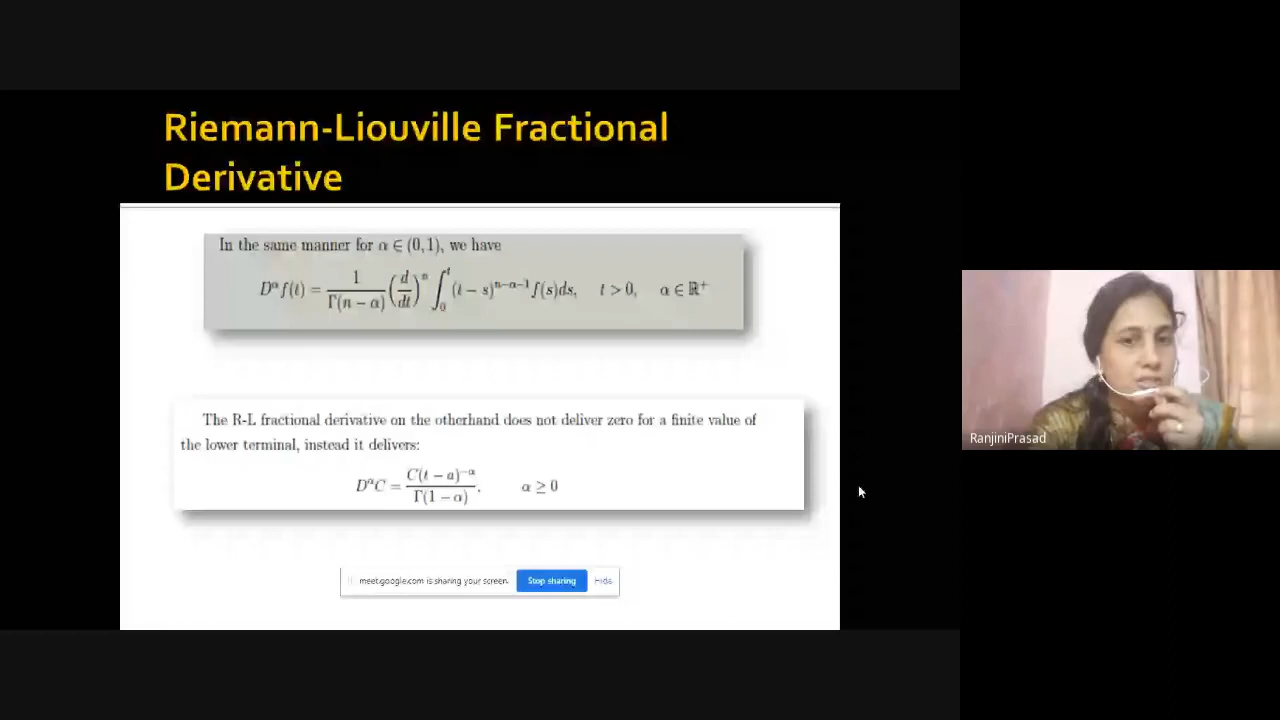 Riemann-Liouville Fractional
Derivative
In the same manner for α ∈ (0, 1), we have
D^α f(t) = 1/Γ(n − α) (d/dt)^n ∫_0^t (t − s)^{n−α−1} f(s)ds, t > 0, α ∈ ℝ^+
The R-L fractional derivative on the otherhand does not deliver zero for a finite value of
the lower terminal, instead it delivers:
D^α C = C(t − a)^{−α}/Γ(1 − α), α ≥ 0
meet.google.com is sharing your screen. Stop sharing Hide
RanjiniPrasad